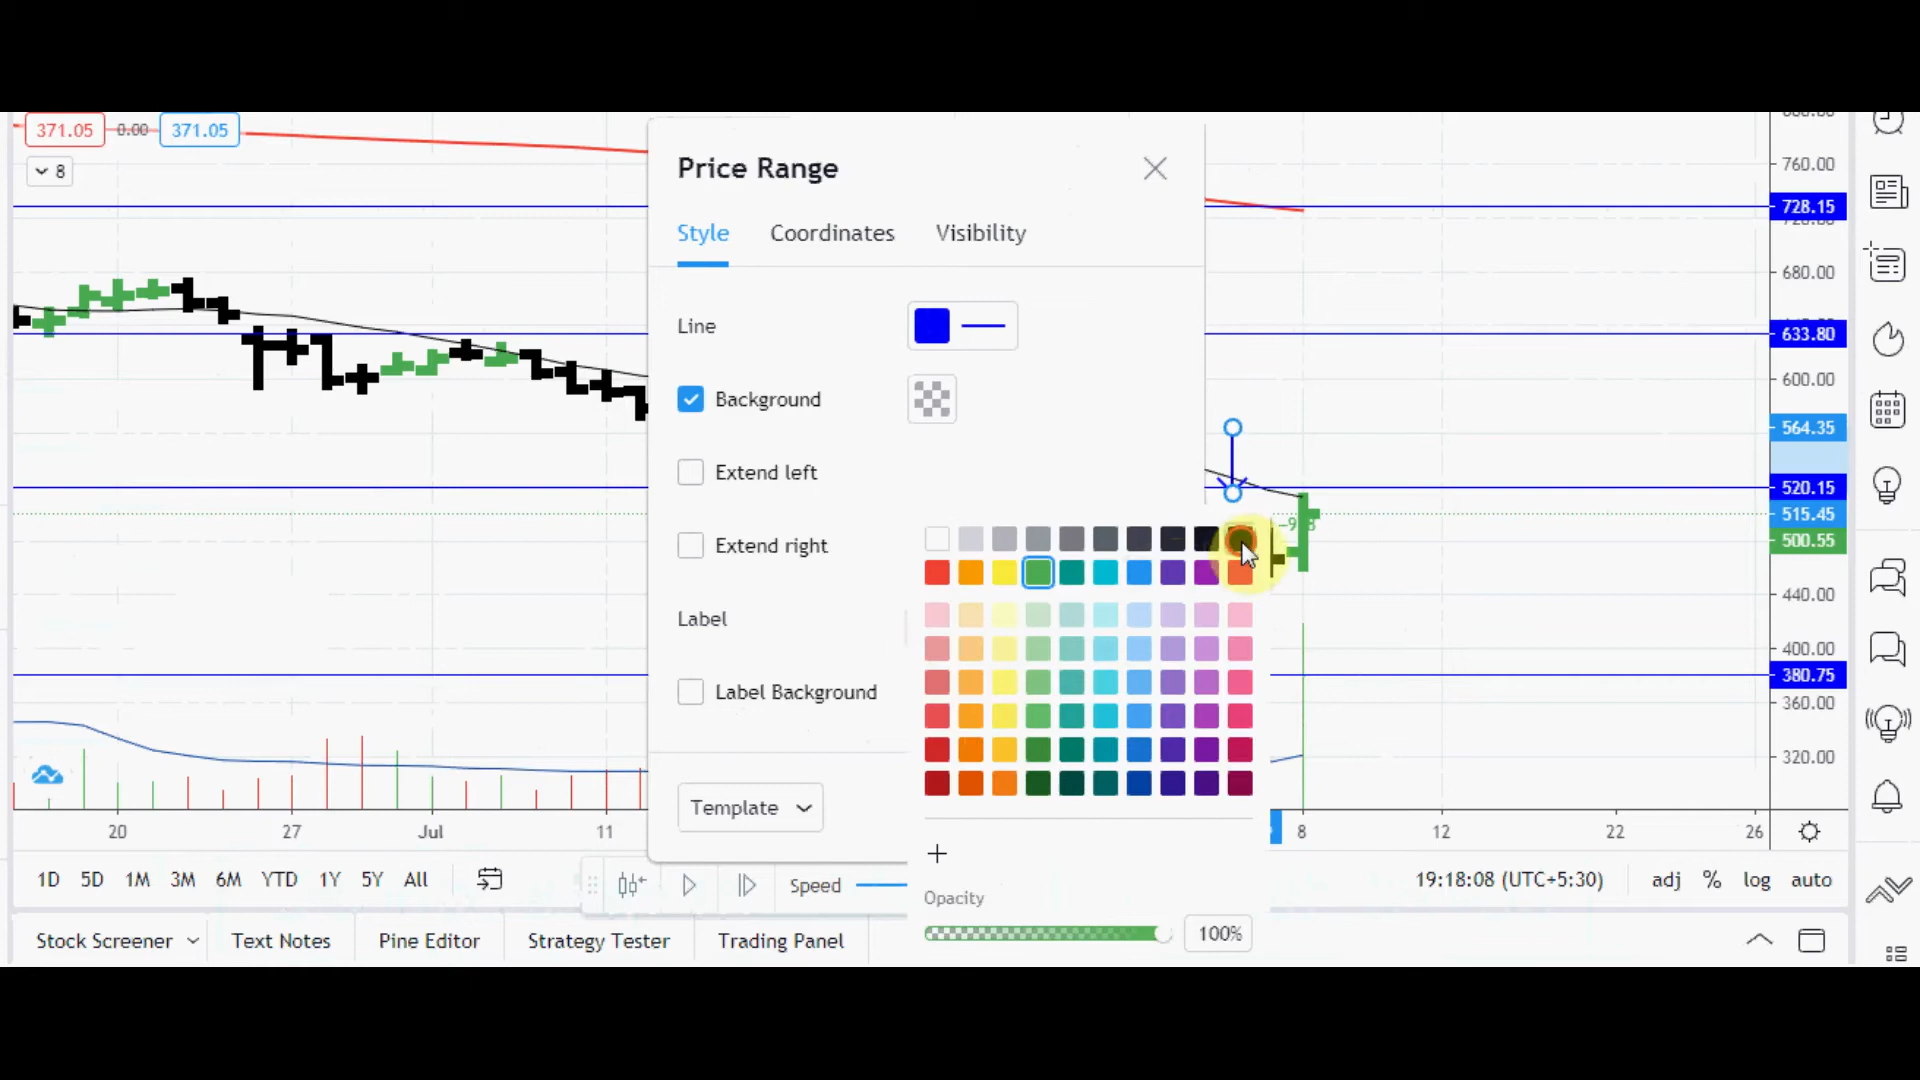 371.05 0.00 371.05
8
Price Range
Style Coordinates Visibility
Line
Background
Extend left
Extend right
Label
Label Background
Template
Opacity
100%
760.00
728.15
680.00
633.80
600.00
564.35
520.15
515.45
500.55
440.00
400.00
380.75
360.00
320.00
20 27 Jul 11 8 12 22 26
1D 5D 1M 3M 6M YTD 1Y 5Y All
Speed
19:18:08 (UTC+5:30) adj % log auto
Stock Screener Text Notes Pine Editor Strategy Tester Trading Panel